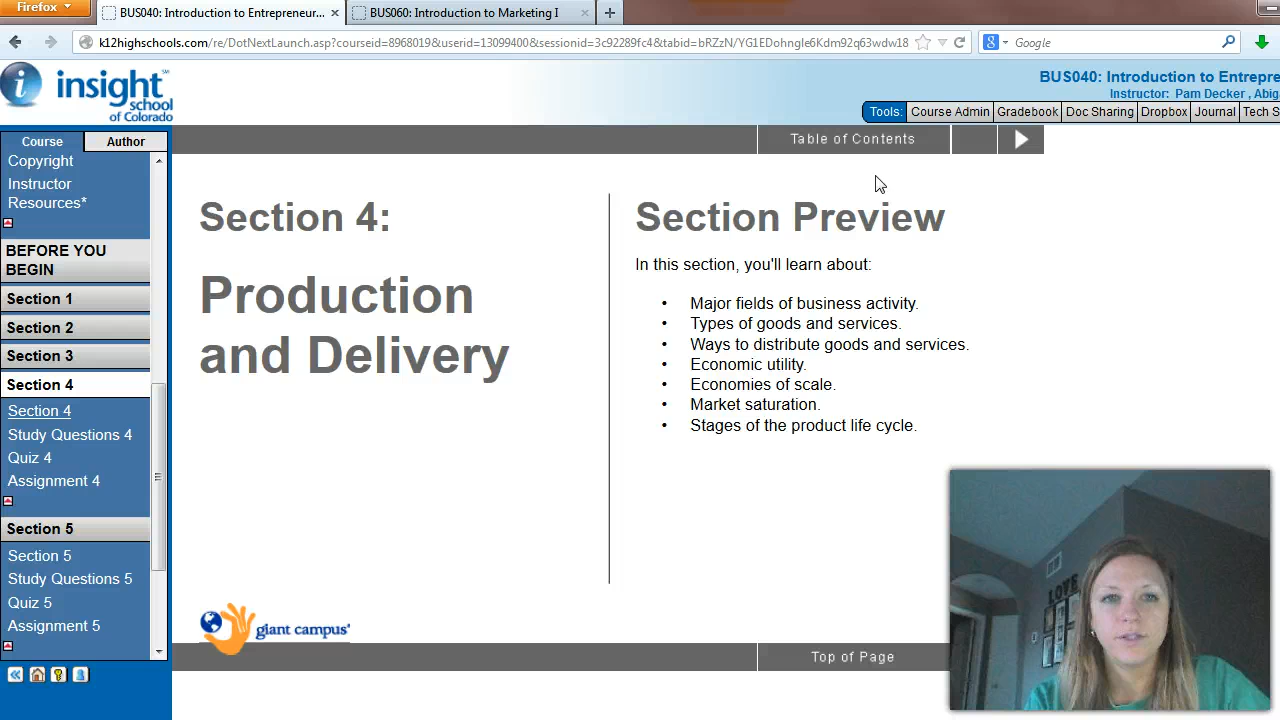 Firefox
BUS040: Introduction to Entrepreneur...
BUS060: Introduction to Marketing I
k12highschools.com/re/DotNextLaunch.asp?courseid=8968019&userid=13099400&sessionid=3c92289fc4&tabid=bRZzN/YG1EDohngIe6Kdm92q63wdw18
Google
insight
school
of Colorado
BUS040: Introduction to Entrepre
Instructor: Pam Decker , Abig
Tools: Course Admin Gradebook Doc Sharing Dropbox Journal Tech S
Course Author
Table of Contents
Copyright
Instructor
Resources*
BEFORE YOU
BEGIN
Section 1
Section 2
Section 3
Section 4
Section 4
Study Questions 4
Quiz 4
Assignment 4
Section 5
Section 5
Study Questions 5
Quiz 5
Assignment 5
Section 4:
Production
and Delivery
Section Preview
In this section, you'll learn about:
• Major fields of business activity.
• Types of goods and services.
• Ways to distribute goods and services.
• Economic utility.
• Economies of scale.
• Market saturation.
• Stages of the product life cycle.
giant campus
Top of Page
LOVE